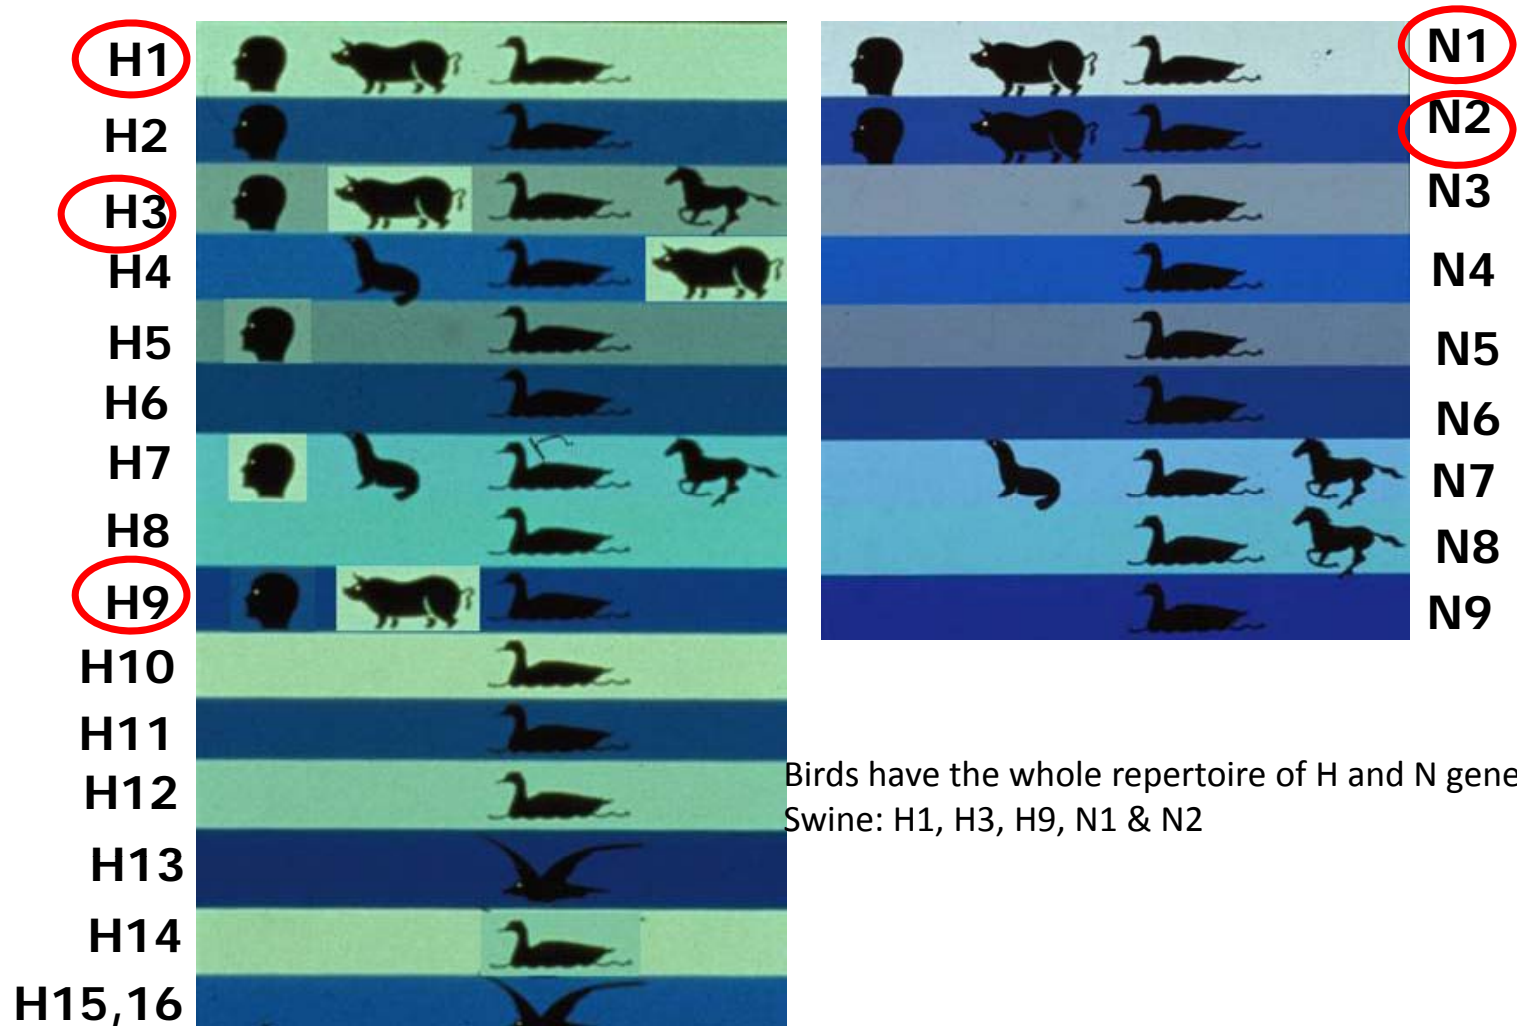 H1
H2
H3
H4
H5
H6
H7
H8
H9
H10
H11
H12
H13
H14
H15,16
N1
N2
N3
N4
N5
N6
N7
N8
N9
Birds have the whole repertoire of H and N gene
Swine: H1, H3, H9, N1 & N2